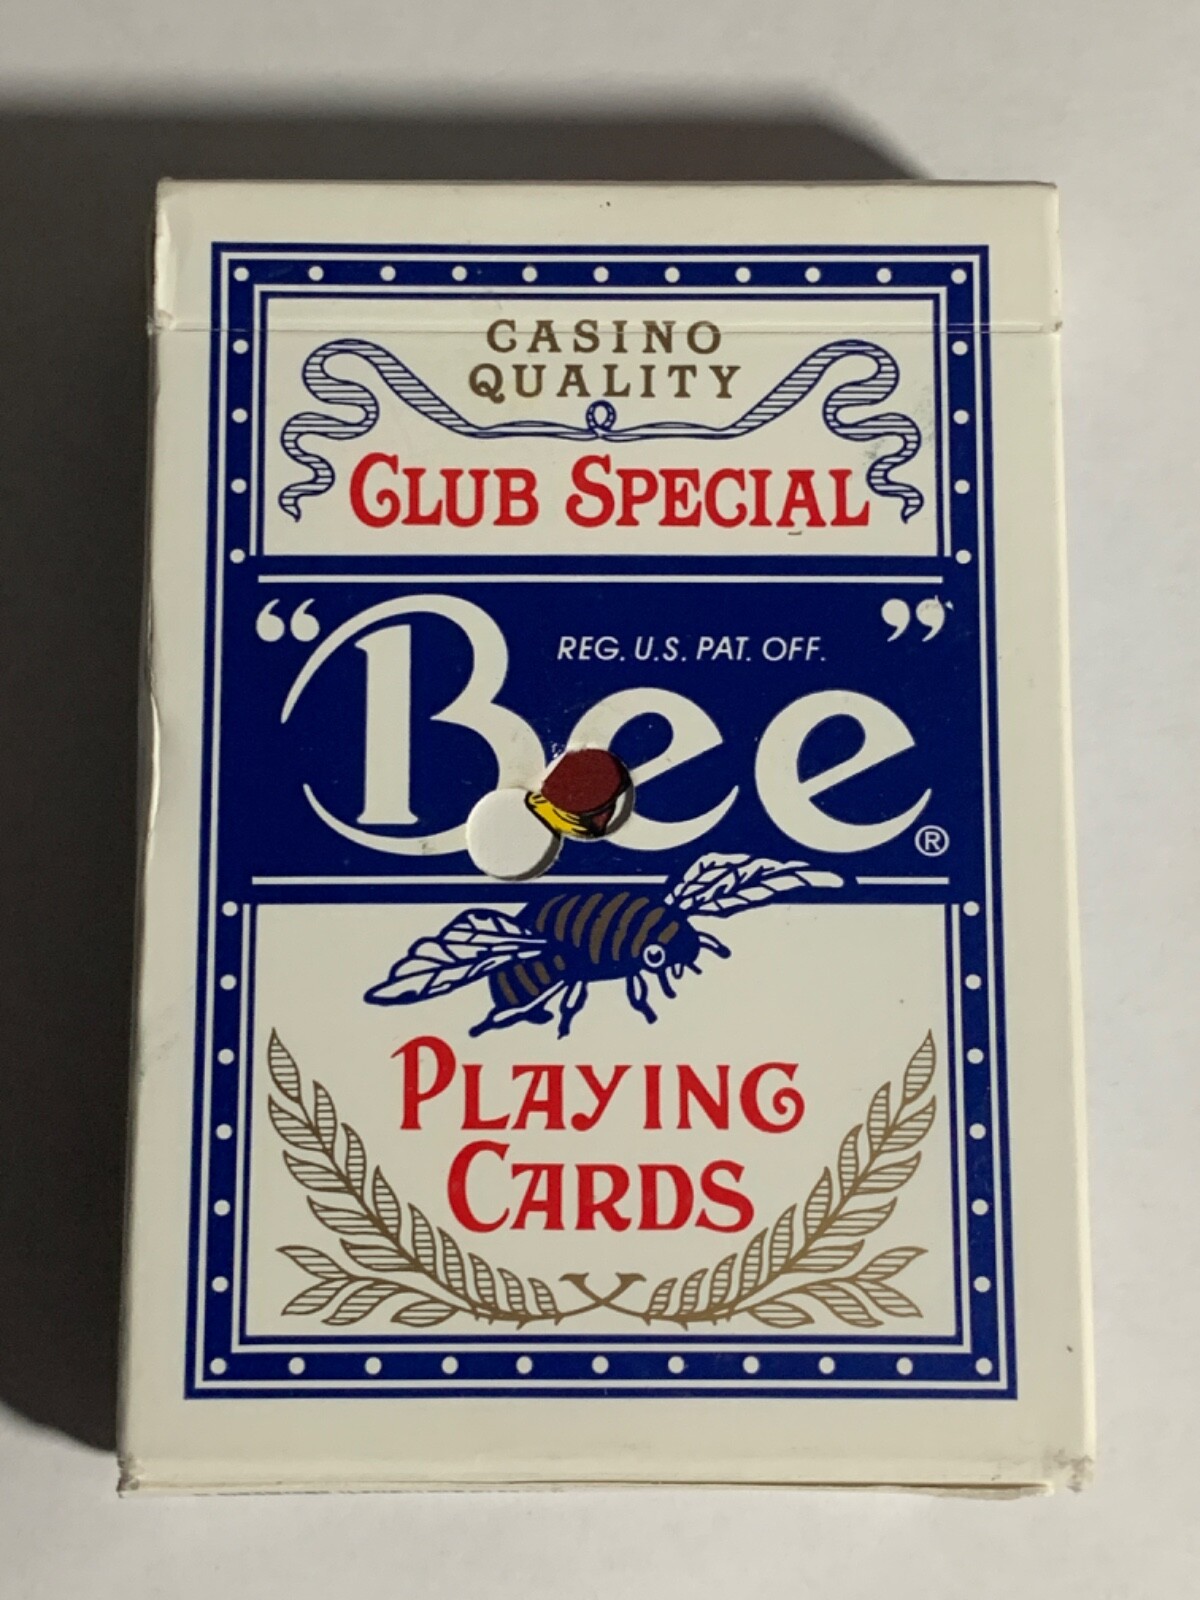 CASINO
QUALITY
CLUB SPECIAL
“Bee”
REG. U.S. PAT. OFF.
®
PLAYING
CARDS